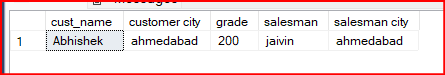 cust_name customer city grade salesman salesman city
1 Abhishek ahmedabad 200 jaivin ahmedabad